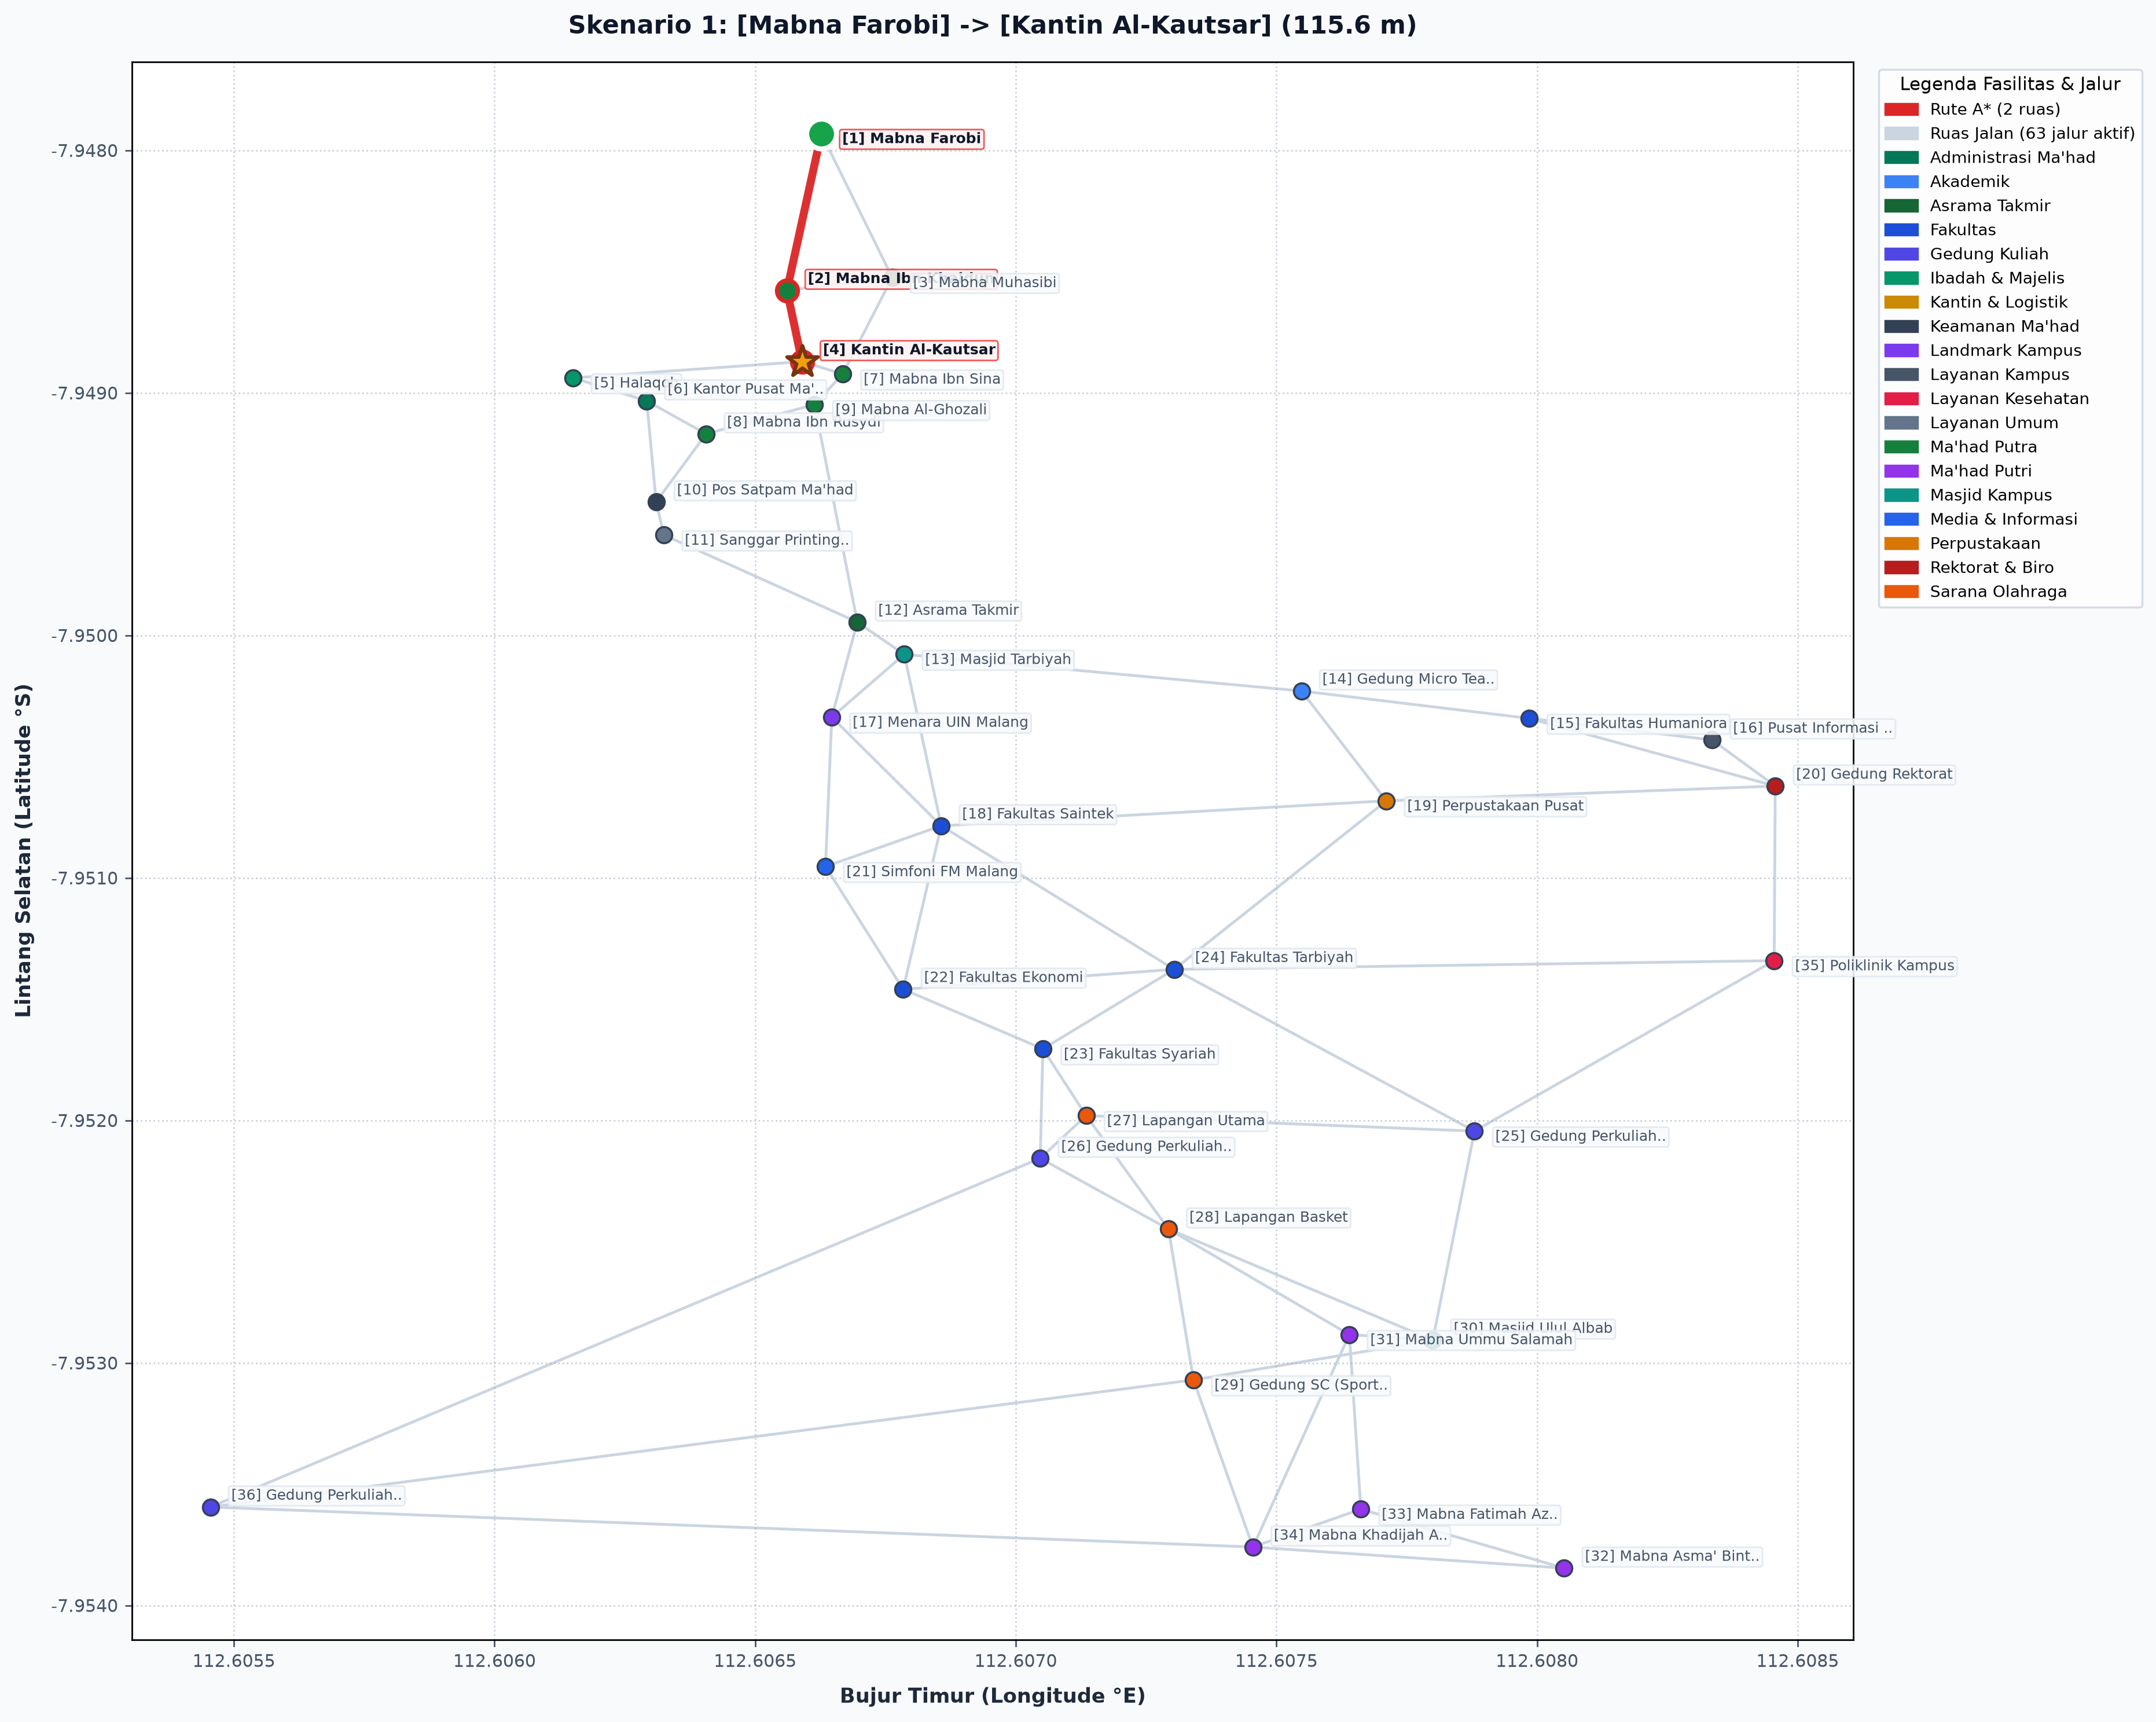 Skenario 1: [Mabna Farobi] -> [Kantin Al-Kautsar] (115.6 m)
Legenda Fasilitas & Jalur
Rute A* (2 ruas)
Ruas Jalan (63 jalur aktif)
Administrasi Ma'had
Akademik
Asrama Takmir
Fakultas
Gedung Kuliah
Ibadah & Majelis
Kantin & Logistik
Keamanan Ma'had
Landmark Kampus
Layanan Kampus
Layanan Kesehatan
Layanan Umum
Ma'had Putra
Ma'had Putri
Masjid Kampus
Media & Informasi
Perpustakaan
Rektorat & Biro
Sarana Olahraga
Lintang Selatan (Latitude °S)
-7.9480
-7.9490
-7.9500
-7.9510
-7.9520
-7.9530
-7.9540
[1] Mabna Farobi
[2] Mabna
[3] Mabna Muhasibi
[4] Kantin Al-Kautsar
[5]
[6] Kantor Pusat Ma'..
[7] Mabna Ibn Sina
[8] Mabna Ibn Rusydi
[9] Mabna Al-Ghozali
[10] Pos Satpam Ma'had
[11] Sanggar Printing..
[12] Asrama Takmir
[13] Masjid Tarbiyah
[14] Gedung Micro Tea..
[15] Fakultas Humaniora
[16] Pusat Informasi ..
[17] Menara UIN Malang
[20] Gedung Rektorat
[19] Perpustakaan Pusat
[18] Fakultas Saintek
[21] Simfoni FM Malang
[24] Fakultas Tarbiyah
[35] Poliklinik Kampus
[22] Fakultas Ekonomi
[23] Fakultas Syariah
[27] Lapangan Utama
[25] Gedung Perkuliah..
[26] Gedung Perkuliah..
[28] Lapangan Basket
[30] Masjid Ulul Albab
[31] Mabna Ummu Salamah
[29] Gedung SC (Sport..
[36] Gedung Perkuliah..
[33] Mabna Fatimah Az..
[34] Mabna Khadijah A..
[32] Mabna Asma' Bint..
112.6055
112.6060
112.6065
112.6070
112.6075
112.6080
112.6085
Bujur Timur (Longitude °E)